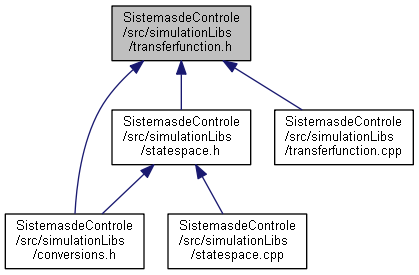 SistemasdeControle
/src/simulationLibs
/transferfunction.h
SistemasdeControle
/src/simulationLibs
/statespace.h
SistemasdeControle
/src/simulationLibs
/transferfunction.cpp
SistemasdeControle
/src/simulationLibs
/conversions.h
SistemasdeControle
/src/simulationLibs
/statespace.cpp